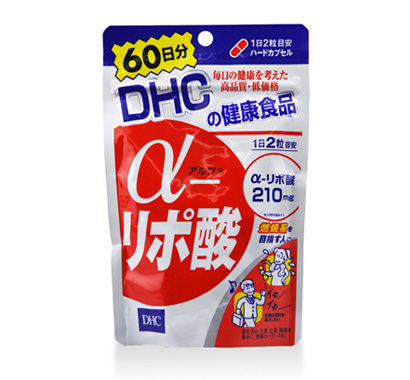 60日分
1日2粒目安
ハードカプセル
毎日の健康を考えた
高品質・低価格
DHC
の健康食品
1日2粒目安
アルファ
α-
リポ酸
α-リポ酸
210mg
燃焼系を
目指す人に
DHC